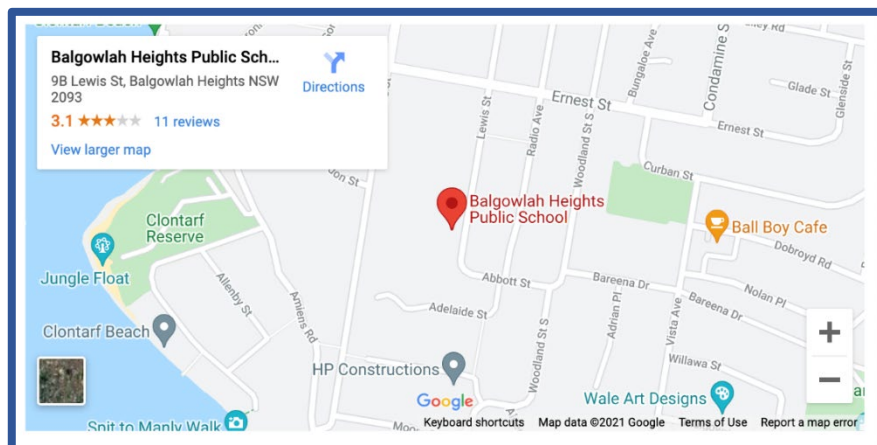 Clontarf Beach
Balgowlah Heights Public Sch...
9B Lewis St, Balgowlah Heights NSW
2093
3.1
11 reviews
View larger map
Directions
Ernest St
Bungaloe Ave
Condamine S
Glade St
Glenside St
Ernest St
Lewis St
Radio Ave
Woodland St S
Curban St
Balgowlah Heights
Public School
Ball Boy Cafe
Dobroyd Rd
Clontarf
Reserve
Jungle Float
Allenby St
Amiens Rd
Abbott St
Bareena Dr
Nolan Pl
Bareena Dr
Adelaide St
Adrian Pl
Vista Ave
Clontarf Beach
HP Constructions
Woodland St S
Willawa St
Wale Art Designs
Google
Spit to Manly Walk
Keyboard shortcuts
Map data ©2021 Google
Terms of Use
Report a map error